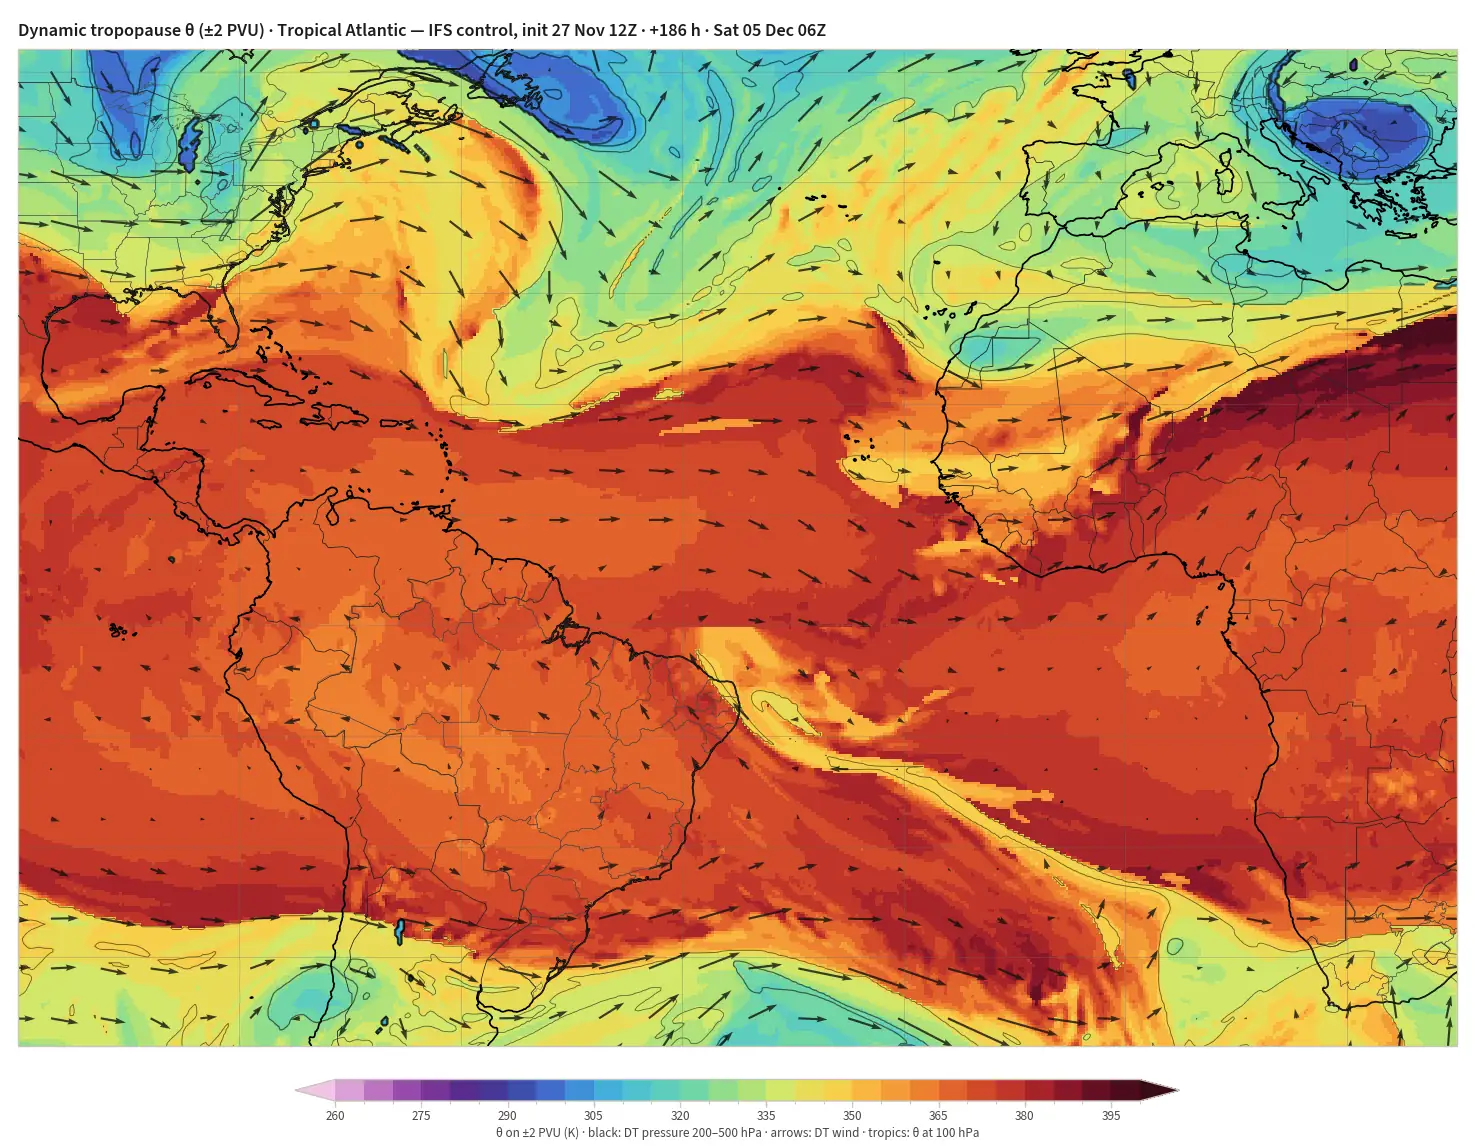 Dynamic tropopause θ (±2 PVU) · Tropical Atlantic — IFS control, init 27 Nov 12Z · +186 h · Sat 05 Dec 06Z
260 275 290 305 320 335 350 365 380 395
θ on ±2 PVU (K) · black: DT pressure 200–500 hPa · arrows: DT wind · tropics: θ at 100 hPa